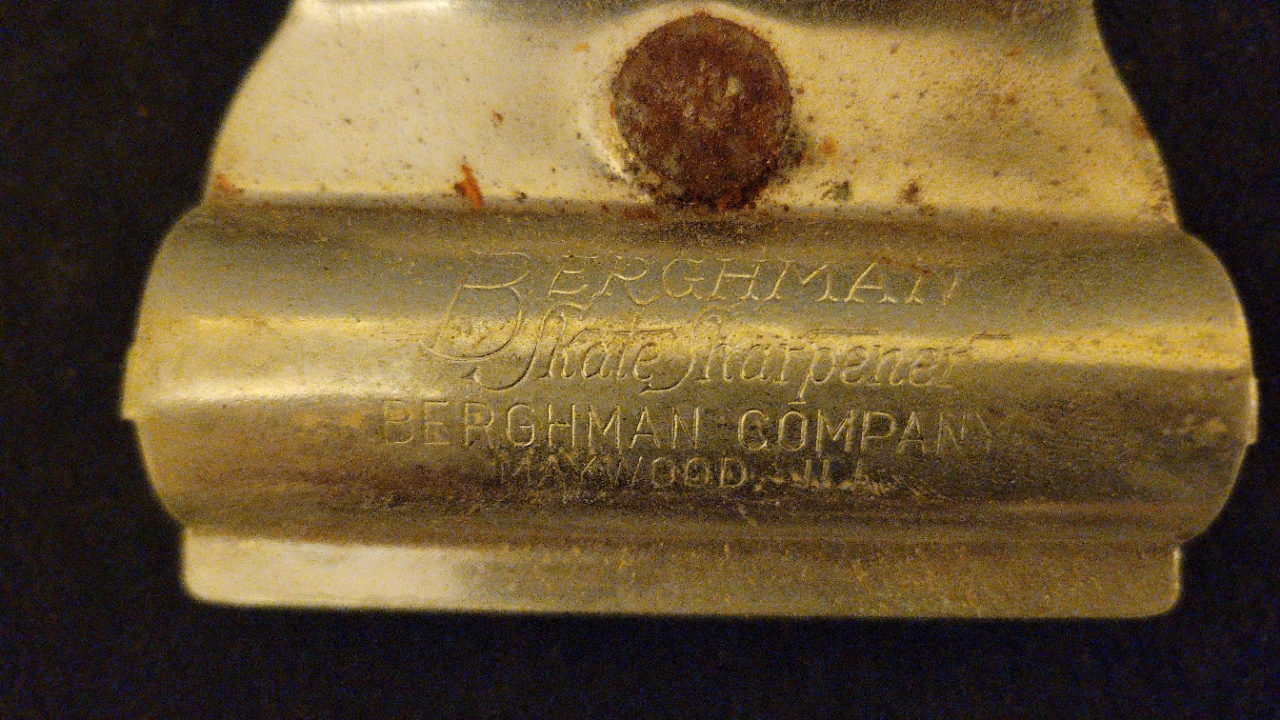 BERGHMAN
Skate Sharpener
BERGHMAN COMPANY
MAYWOOD,